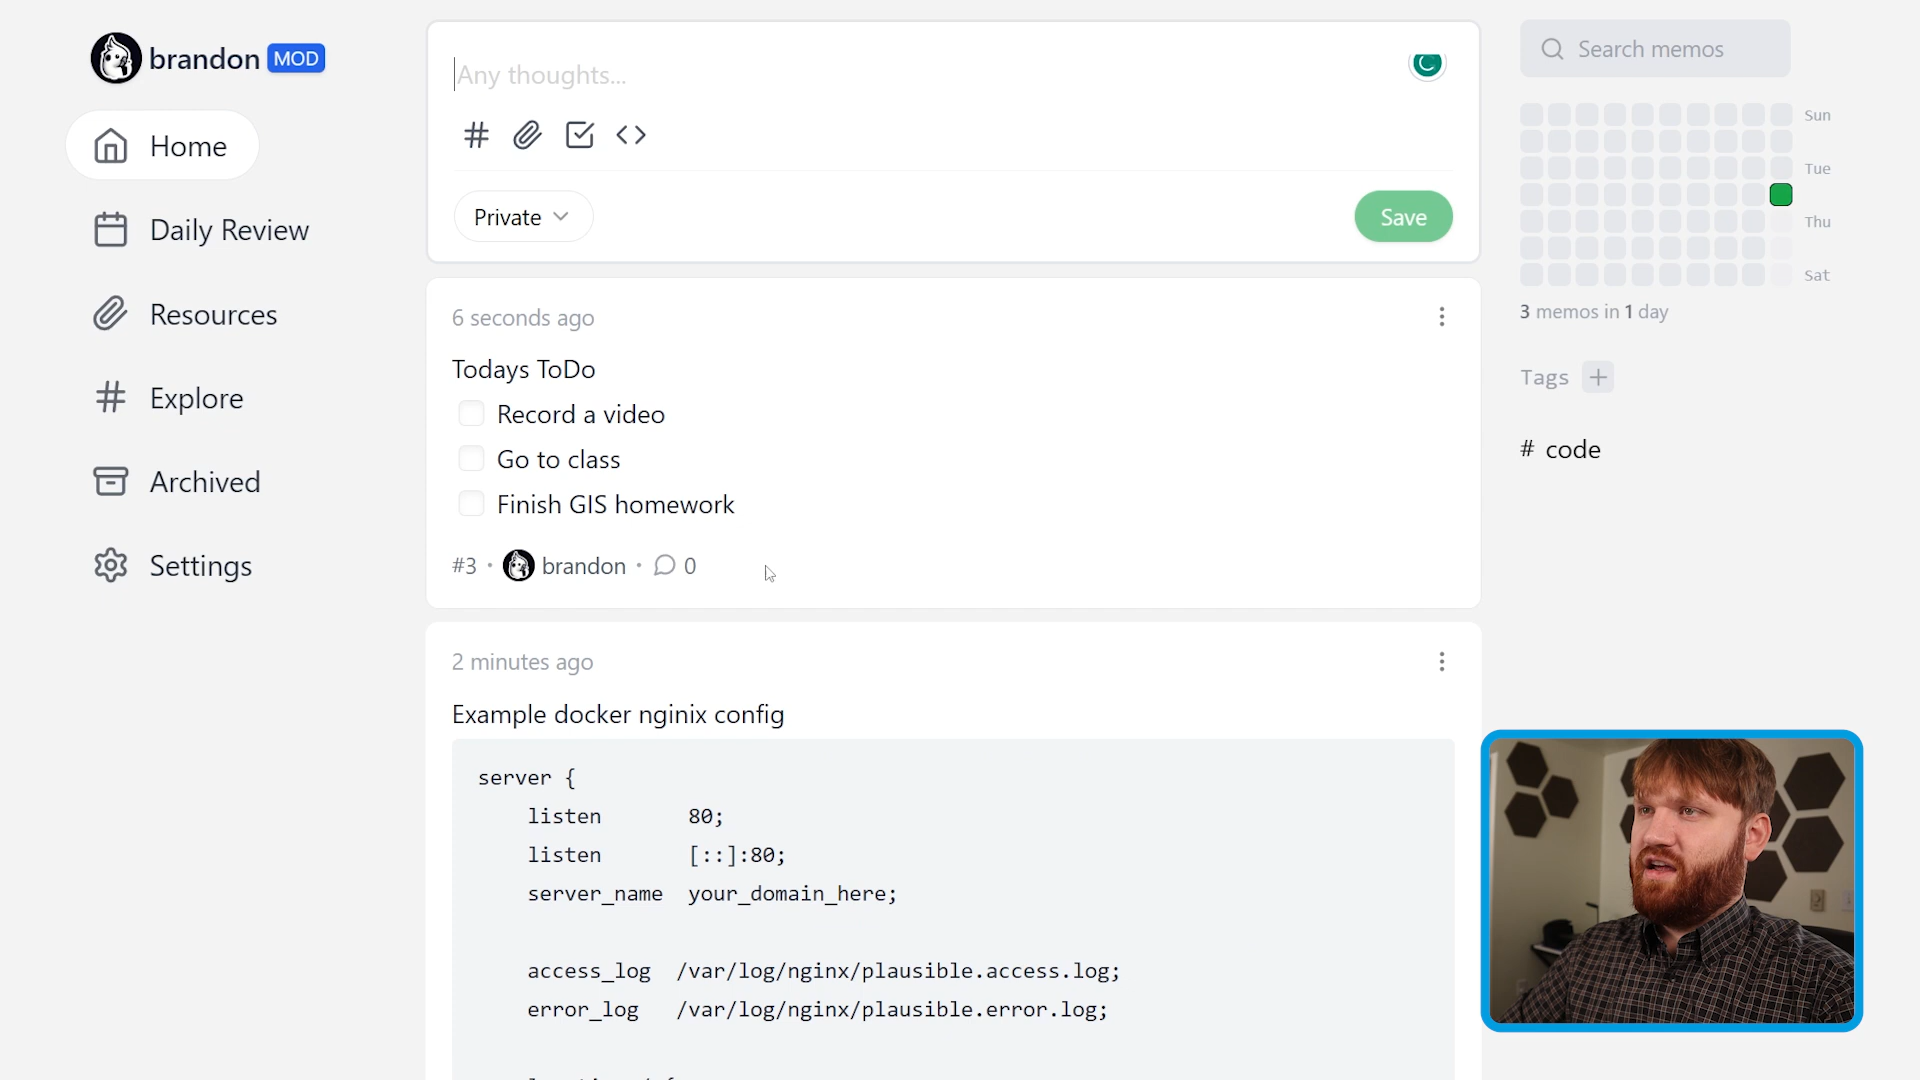 brandon MOD
Home
Daily Review
Resources
Explore
Archived
Settings
Any thoughts...
Private
Save
6 seconds ago
Todays ToDo
Record a video
Go to class
Finish GIS homework
#3 • brandon • 0
2 minutes ago
Example docker nginix config
server {
listen 80;
listen [::]:80;
server_name your_domain_here;
access_log /var/log/nginx/plausible.access.log;
error_log /var/log/nginx/plausible.error.log;
Search memos
Sun
Tue
Thu
Sat
3 memos in 1 day
Tags +
# code